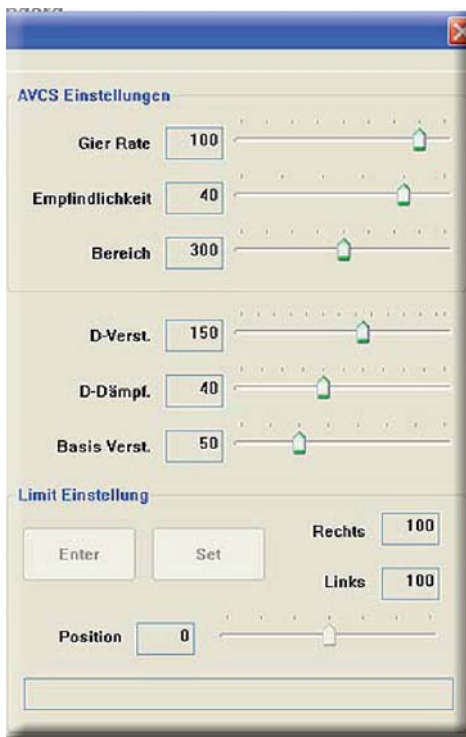 AVCS Einstellungen
Gier Rate 100
Empfindlichkeit 40
Bereich 300
D-Verst. 150
D-Dämpf. 40
Basis Verst. 50
Limit Einstellung
Enter Set Rechts 100
Links 100
Position 0